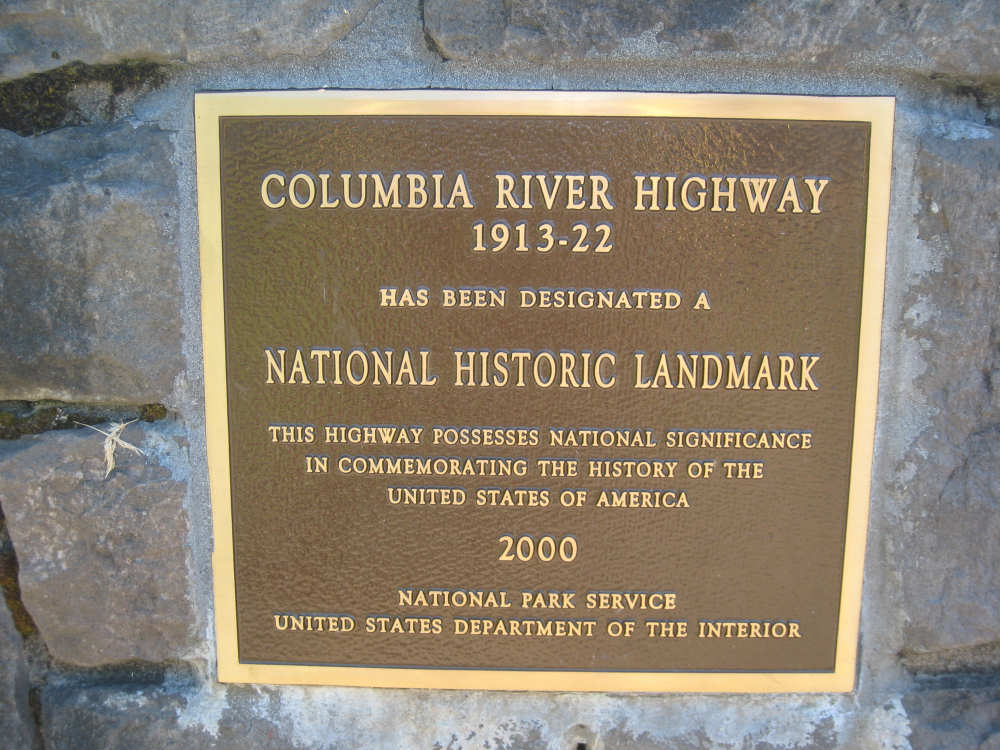 COLUMBIA RIVER HIGHWAY
1913-22
HAS BEEN DESIGNATED A
NATIONAL HISTORIC LANDMARK
THIS HIGHWAY POSSESSES NATIONAL SIGNIFICANCE
IN COMMEMORATING THE HISTORY OF THE
UNITED STATES OF AMERICA
2000
NATIONAL PARK SERVICE
UNITED STATES DEPARTMENT OF THE INTERIOR